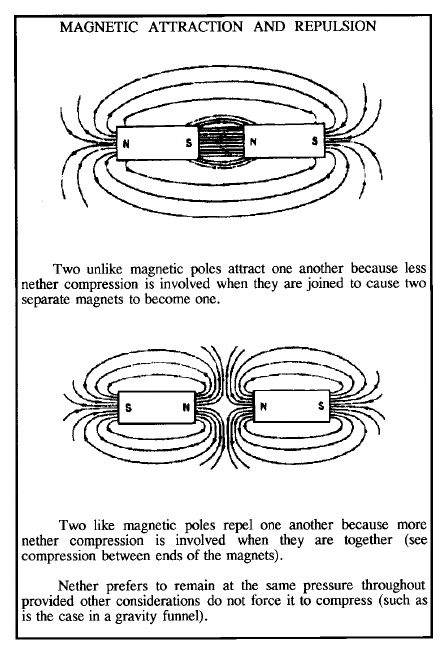 MAGNETIC ATTRACTION AND REPULSION
N S N S
Two unlike magnetic poles attract one another because less
nether compression is involved when they are joined to cause two
separate magnets to become one.
S N N S
Two like magnetic poles repel one another because more
nether compression is involved when they are together (see
compression between ends of the magnets).
Nether prefers to remain at the same pressure throughout
provided other considerations do not force it to compress (such as
is the case in a gravity funnel).